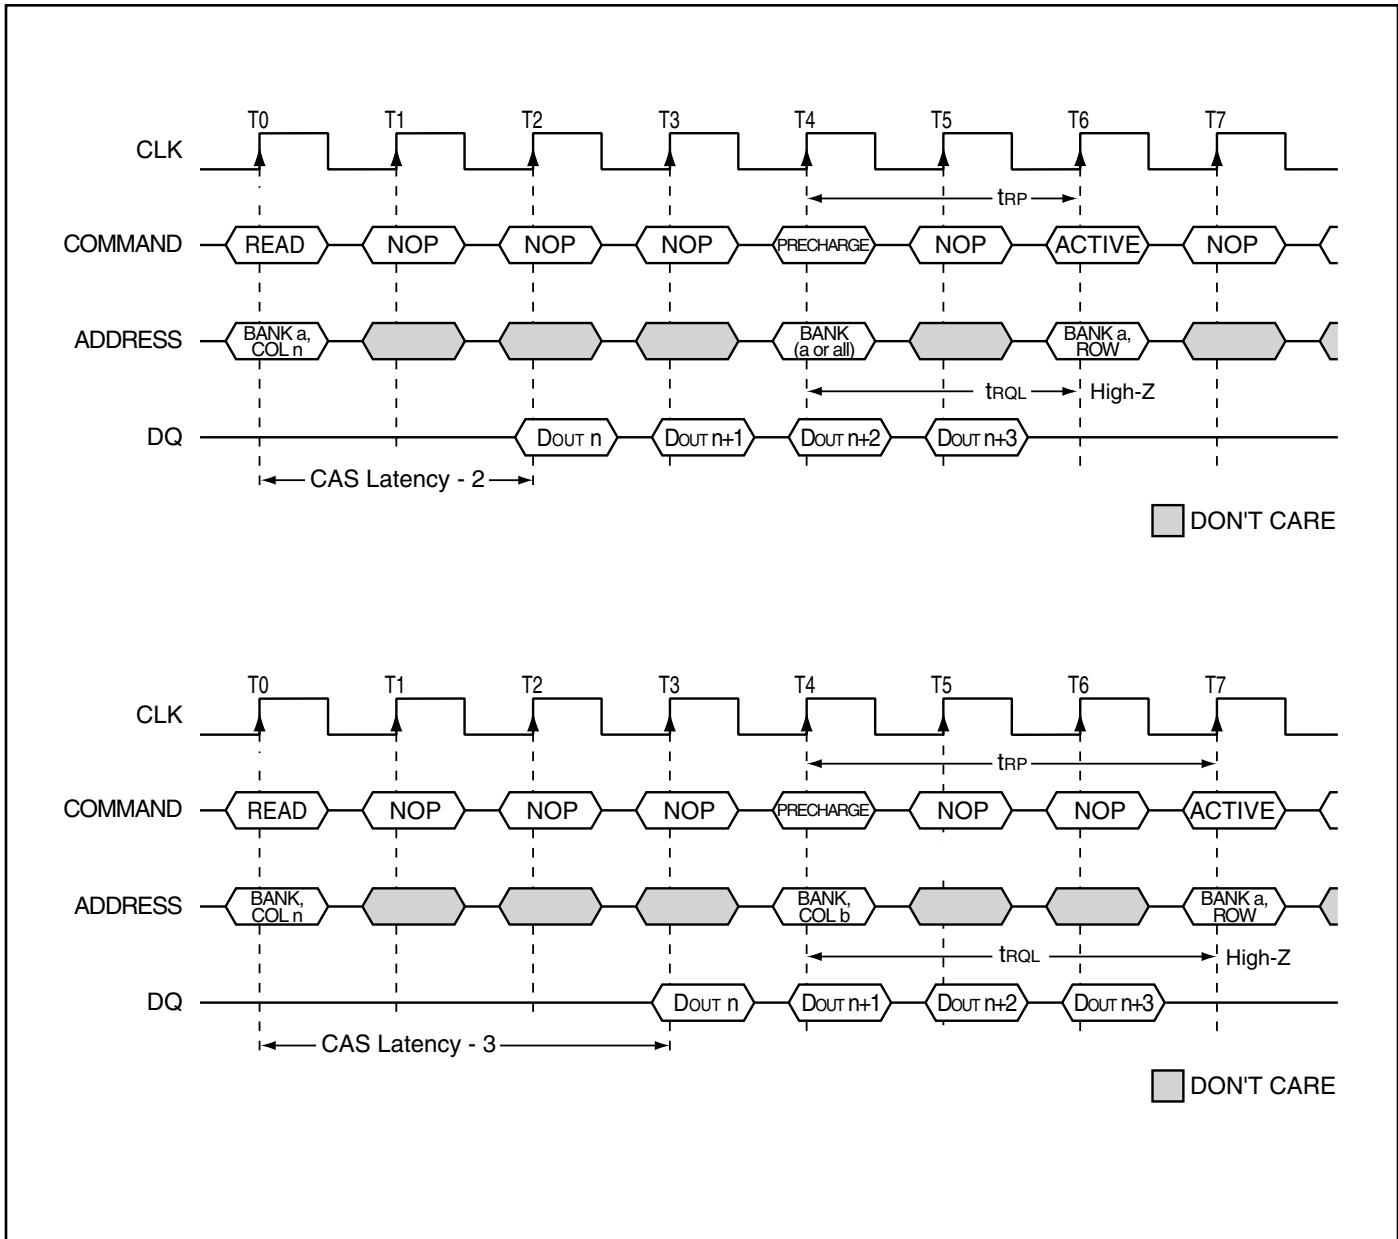 T0 T1 T2 T3 T4 T5 T6 T7
CLK
tRP
COMMAND READ NOP NOP NOP PRECHARGE NOP ACTIVE NOP
ADDRESS BANK a, COL n BANK (a or all) BANK a, ROW
tRQL High-Z
DQ DOUT n DOUT n+1 DOUT n+2 DOUT n+3
CAS Latency - 2
DON'T CARE
T0 T1 T2 T3 T4 T5 T6 T7
CLK
tRP
COMMAND READ NOP NOP NOP PRECHARGE NOP NOP ACTIVE
ADDRESS BANK, COL n BANK, COL b BANK a, ROW
tRQL High-Z
DQ DOUT n DOUT n+1 DOUT n+2 DOUT n+3
CAS Latency - 3
DON'T CARE